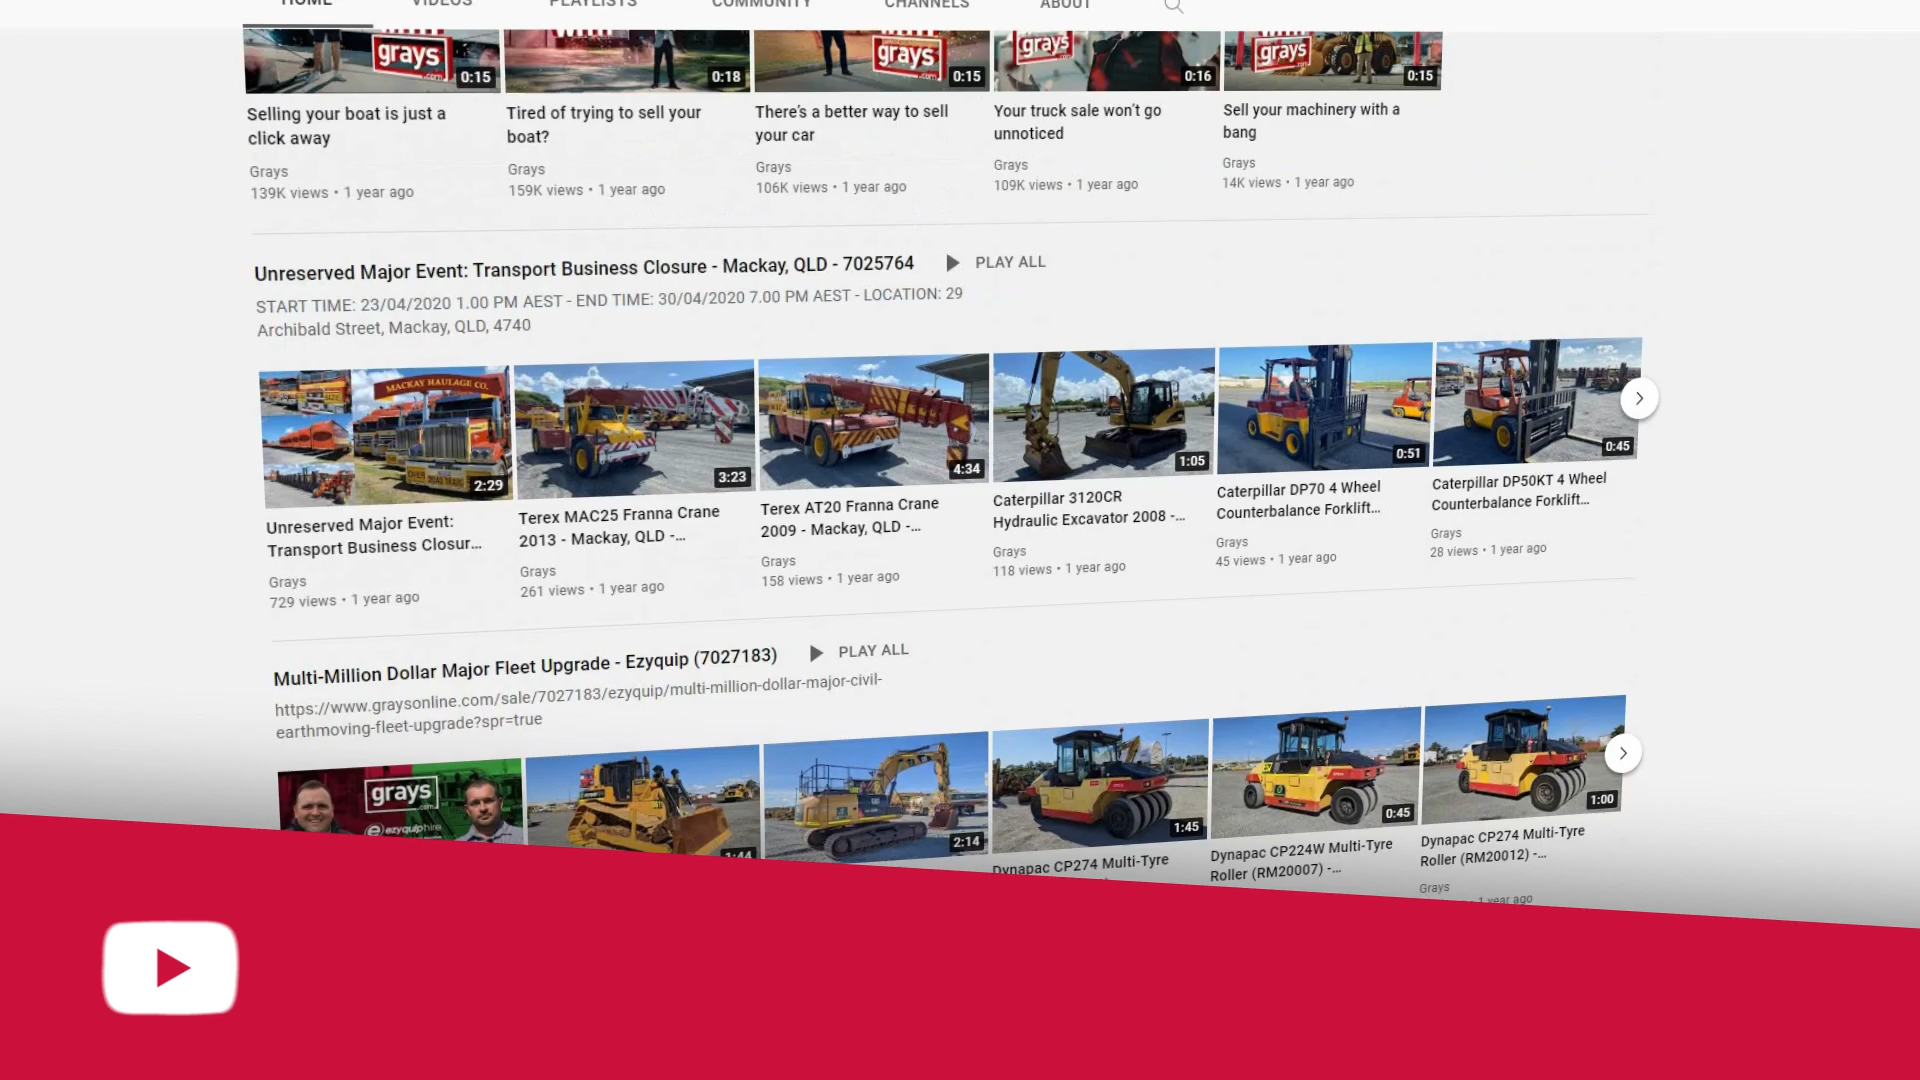 HOME VIDEOS PLAYLISTS COMMUNITY CHANNELS ABOUT
grays .com 0:15
0:18
grays .com 0:15
grays 0:16
grays 0:15
Selling your boat is just a
click away
Grays
139K views • 1 year ago
Tired of trying to sell your
boat?
Grays
159K views • 1 year ago
There's a better way to sell
your car
Grays
106K views • 1 year ago
Your truck sale won't go
unnoticed
Grays
109K views • 1 year ago
Sell your machinery with a
bang
Grays
14K views • 1 year ago
Unreserved Major Event: Transport Business Closure - Mackay, QLD - 7025764 PLAY ALL
START TIME: 23/04/2020 1.00 PM AEST - END TIME: 30/04/2020 7.00 PM AEST - LOCATION: 29
Archibald Street, Mackay, QLD, 4740
MACKAY HAULAGE CO.
2:29
3:23
4:34
1:05
0:51
0:45
Unreserved Major Event:
Transport Business Closur...
Grays
729 views • 1 year ago
Terex MAC25 Franna Crane
2013 - Mackay, QLD -...
Grays
261 views • 1 year ago
Terex AT20 Franna Crane
2009 - Mackay, QLD -...
Grays
158 views • 1 year ago
Caterpillar 3120CR
Hydraulic Excavator 2008 -...
Grays
118 views • 1 year ago
Caterpillar DP70 4 Wheel
Counterbalance Forklift...
Grays
45 views • 1 year ago
Caterpillar DP50KT 4 Wheel
Counterbalance Forklift...
Grays
28 views • 1 year ago
Multi-Million Dollar Major Fleet Upgrade - Ezyquip (7027183) PLAY ALL
https://www.graysonline.com/sale/7027183/ezyquip/multi-million-dollar-major-civil-
earthmoving-fleet-upgrade?spr=true
grays .com
ezyquiphire
1:44
2:14
1:45
0:45
1:00
Dynapac CP274 Multi-Tyre
Dynapac CP224W Multi-Tyre
Roller (RM20007) -...
Dynapac CP274 Multi-Tyre
Roller (RM20012) -...
Grays
1 year ago